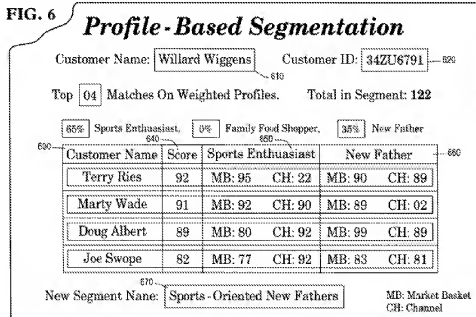 FIG. 6
Profile-Based Segmentation
Customer Name: Willard Wiggens Customer ID: 34ZU6791
610 620
Top 04 Matches On Weighted Profiles. Total in Segment: 122
65% Sports Enthusiast, 0% Family Food Shopper, 35% New Father
640 650
690 660
Customer Name Score Sports Enthusiast New Father
Terry Ries 92 MB: 95 CH: 22 MB: 90 CH: 89
Marty Wade 91 MB: 92 CH: 90 MB: 89 CH: 02
Doug Albert 89 MB: 80 CH: 92 MB: 99 CH: 89
Joe Swope 82 MB: 77 CH: 92 MB: 83 CH: 81
670
New Segment Name: Sports-Oriented New Fathers
MB: Market Basket
CH: Channel